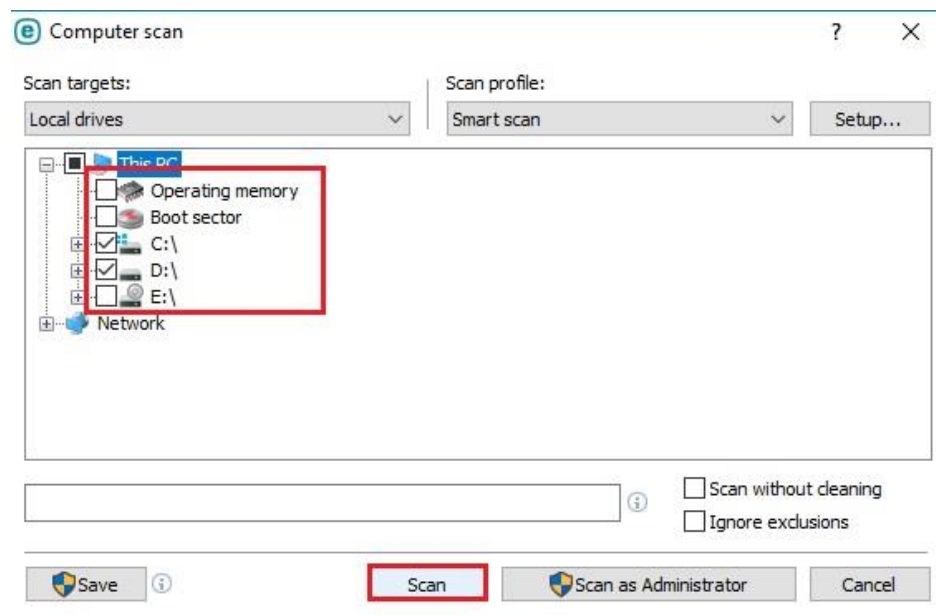 Computer scan
Scan targets:
Scan profile:
Local drives
Smart scan
Setup...
This PC
Operating memory
Boot sector
C:\
D:\
E:\
Network
Scan without cleaning
Ignore exclusions
Save
Scan
Scan as Administrator
Cancel